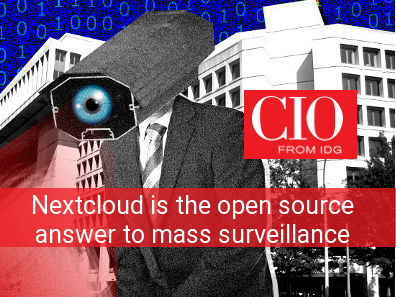 CIO
FROM IDG
Nextcloud is the open source
answer to mass surveillance